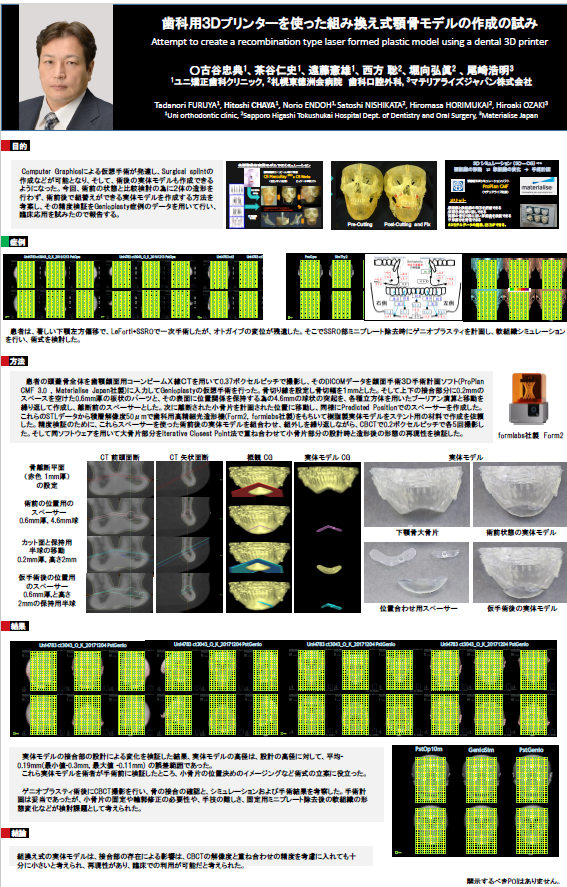 歯科用3Dプリンターを使った組み換え式顎骨モデルの作成の試み
Attempt to create a recombination type laser formed plastic model using a dental 3D printer
〇古谷忠典¹、茶谷仁史¹、遠藤憲雄¹、西方 聡²、堀向弘眞²、尾崎浩明³
¹ユニ矯正歯科クリニック, ²札幌東徳洲会病院 歯科口腔外科, ³マテリアライズジャパン株式会社
Tadanori FURUYA¹, Hitoshi CHAYA¹, Norio ENDOH¹, Satoshi NISHIKATA², Hiromasa HORIMUKAI², Hiroaki OZAKI³
¹Uni orthodontic clinic, ²Sapporo Higashi Tokushukai Hospital Dept. of Dentistry and Oral Surgery, ³Materialise Japan
目的
Computer Graphicalによる仮想手術が発達し、Surgical splintの
作成などが可能となり、そして、術後の実体モデルも作成できる
ようになった。今回、術前の状態と比較検討の為に2体の造形を
行わず、術前術後で組替えができる実体モデルを作成する方法を
考案し、その精度検証をGenioplasty症例のデータを用いて行い、
臨床応用を試みたので報告する。
Pre-Cutting
Post-Cutting and Fix
ProPlan CMF
materialise
メリット
症例
右側
左側
患者は、著しい下顎左方偏移で、LeFortI+SSROで一次手術したが、オトガイブの変位が残遺した。そこでSSRO部ミニプレート除去時にゲニオプラスティを計画し、軟組織シミュレーション
を行い、術式を検討した。
方法
患者の頭蓋骨全体を歯顎顔面用コーンビームX線CTを用いて0.37ボクセルピッチで撮影し、そのDICOMデータを顔面手術3D手術計画ソフト(ProPlan
CMF 3.0 , Materialise Japan社製)に入力してGenioplastyの仮想手術を行った。骨切り線を設定し骨切幅を1mmとした。そして上下の接合部分に0.2mmの
スペースを空けた0.6mm厚の板状のパーツと、その表面に位置関係を保持する為の4.6mmの球状の突起を、各種立方体を用いたブーリアン演算と移動を
繰り返して作成し、離断前のスペーサーとした。次に離断された小骨片を計画された位置に移動し、同様にPredicted Positionでのスペーサーを作成した。
これらのSTLデータから積層解像度50μmで歯科用高精細光造形機(Form2, formlabs社製)をもちいて樹脂製実体モデルをステント用の材料で作成を依頼
した。精度検証のために、これらスペーサーを使った術前後の実体モデルを組合わせ、組外しを繰り返しながら、CBCTで0.2ボクセルピッチで各5回撮影し
た。そして同ソフトウェアを用いて大骨片部分をIterative Closest Point法で重ね合わせて小骨片部分の設計時と造形後の形態の再現性を検証した。
formlabs社製 Form2
CT 前頭面断
CT 矢状面断
概観 CG
実体モデル CG
実体モデル
骨離断平面
(赤色 1mm厚)
の設定
術前の位置用の
スペーサー
0.6mm厚、4.6mm球
カット面と保持用
半球の移動
0.2mm厚、高さ2mm
仮手術後の位置用
のスペーサー
0.6mm厚、と高さ
2mmの保持用半球
下顎骨大骨片
術前状態の実体モデル
位置合わせ用スペーサー
仮手術後の実体モデル
結果
Uni4783 ct3043_O_K_20171204 PstGenio
Uni4783 ct3043_O_K_20171204 PstGenio
Uni4783 ct3043_O_K_20171204 PstGenio
実体モデルの接合部の設計による変化を検証した結果、実体モデルの高径は、設計の高径に対して、平均-
0.19mm(最小値-0.3mm、最大値 -0.11mm) の誤差範囲であった。
これら実体モデルを術者が手術前に検証したところ、小骨片の位置決めのイメージングなど術式の立案に役立った。
ゲニオプラスティ術後にCBCT撮影を行い、骨の接合の確認と、シミュレーションおよび手術結果を考察した。手術計
画は妥当であったが、小骨片の固定や輪郭修正の必要性や、手技の難しさ、固定用ミニプレート除去後の軟組織の形
態変化などが検討課題として考えられた。
PstOp10m
GenioSim
PstGenio
結論
組換え式の実体モデルは、接合部の存在による影響は、CBCTの解像度と重ね合わせの精度を考慮に入れても十
分に小さいと考えられ、再現性があり、臨床での利用が可能だと考えられた。
開示するべきPOIはありません。